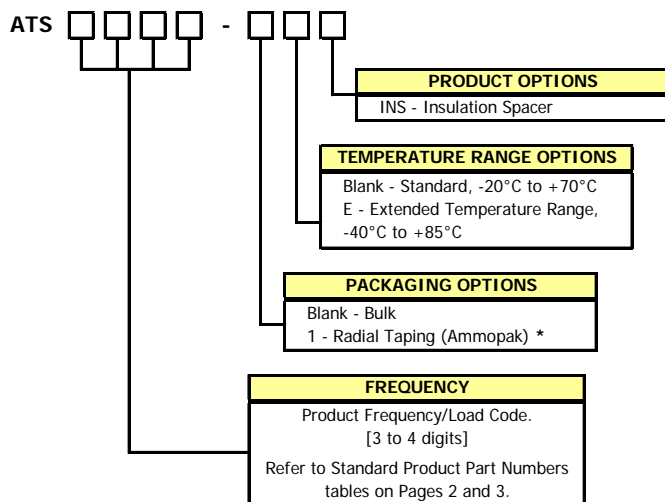 ATS -
PRODUCT OPTIONS
INS - Insulation Spacer
TEMPERATURE RANGE OPTIONS
Blank - Standard, -20°C to +70°C
E - Extended Temperature Range,
-40°C to +85°C
PACKAGING OPTIONS
Blank - Bulk
1 - Radial Taping (Ammopak) *
FREQUENCY
Product Frequency/Load Code.
[3 to 4 digits]
Refer to Standard Product Part Numbers
tables on Pages 2 and 3.